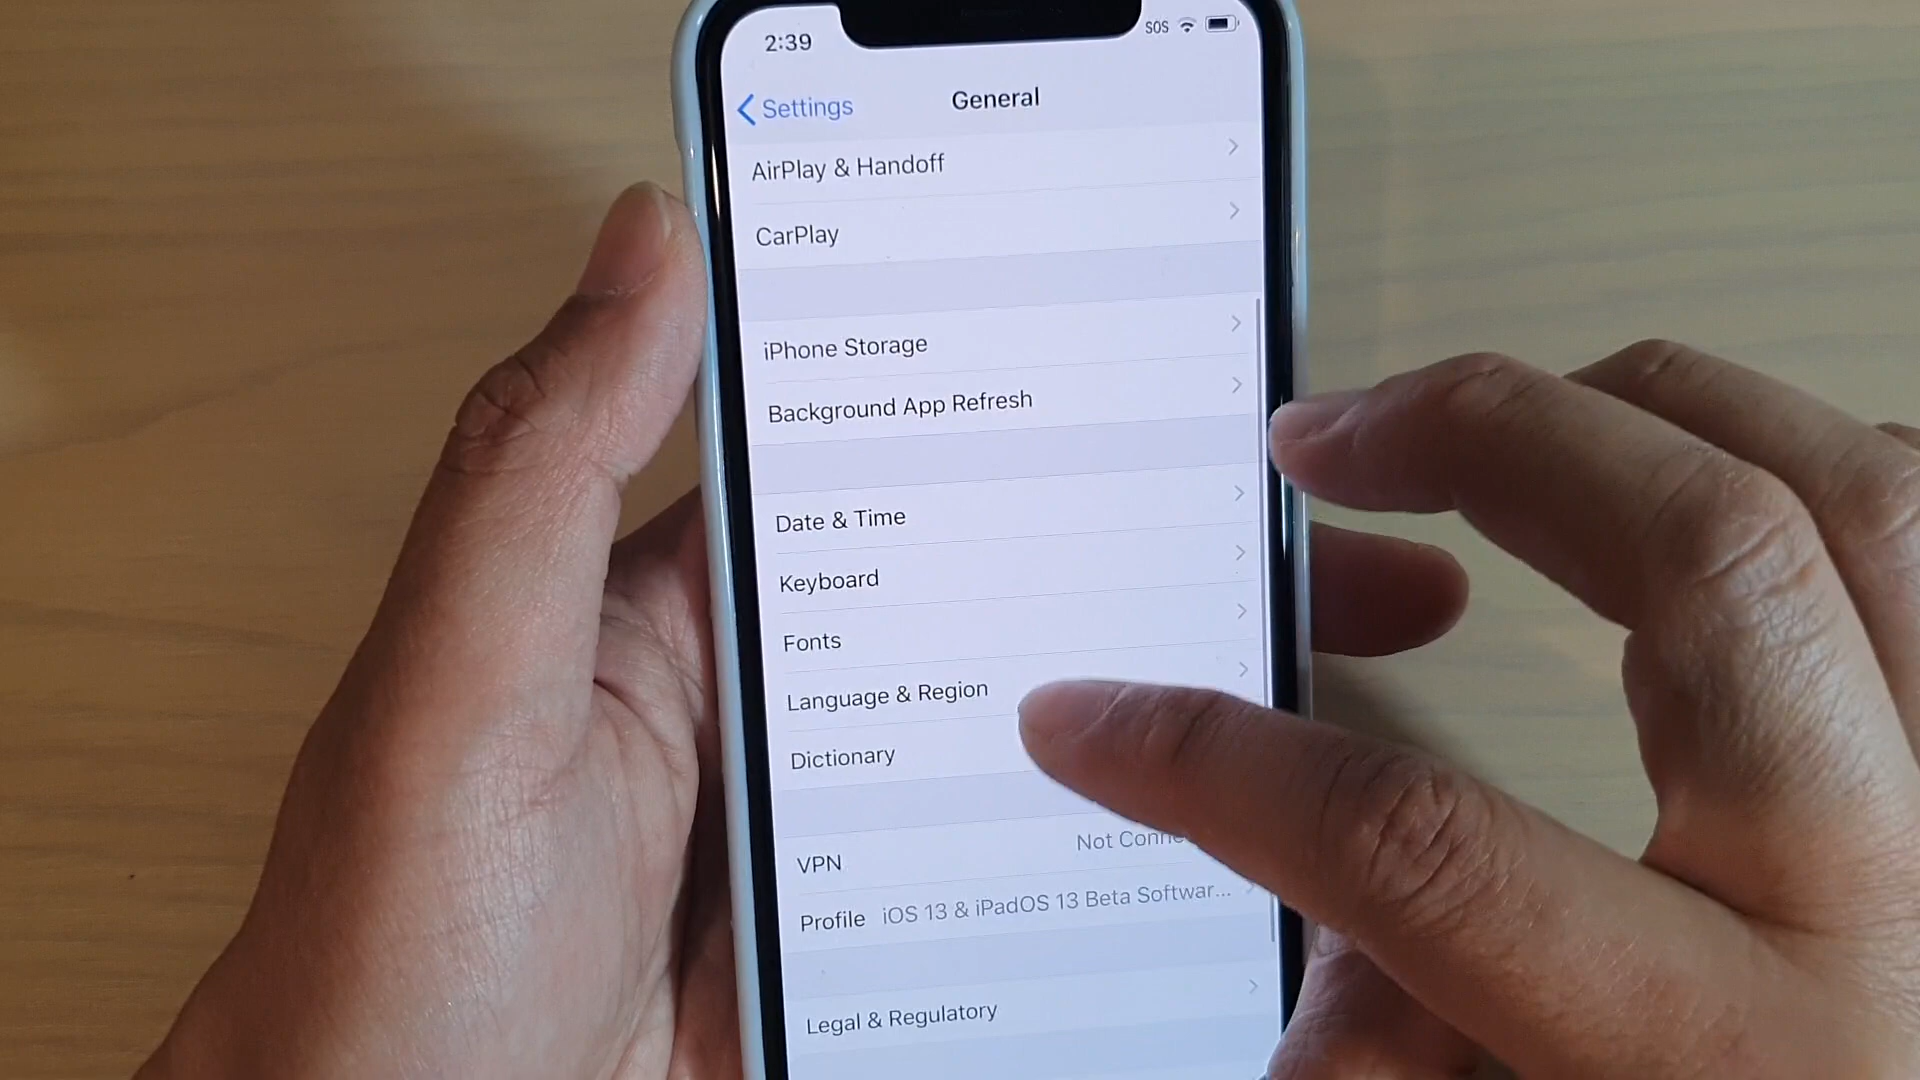 2:39
SOS
Settings
General
AirPlay & Handoff
CarPlay
iPhone Storage
Background App Refresh
Date & Time
Keyboard
Fonts
Language & Region
Dictionary
VPN Not
Profile iOS 13 & iPadOS 13 Beta Softwar...
Legal & Regulatory